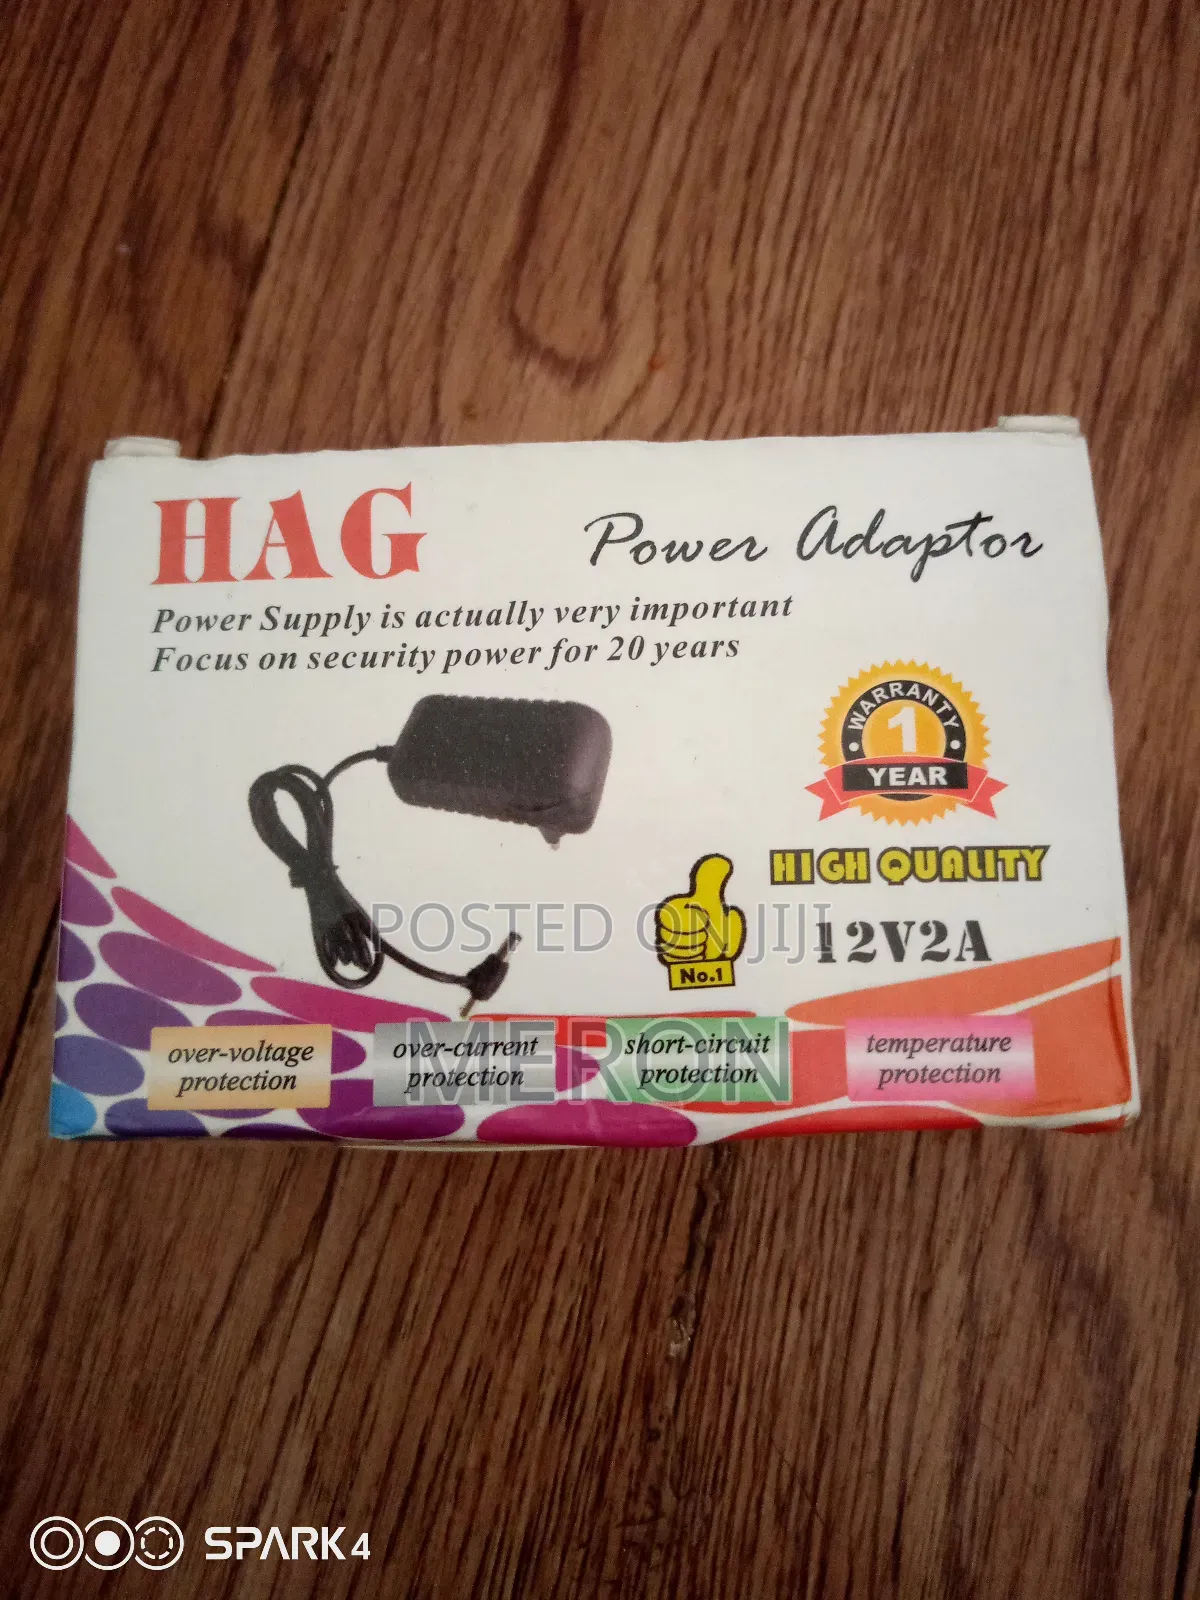 HAG
Power Adaptor
Power Supply is actually very important
Focus on security power for 20 years
WARRANTY
1
YEAR
HIGH QUALITY
No.1
12V2A
POSTED ON JIJI
MERON
over-voltage
protection
over-current
protection
short-circuit
protection
temperature
protection
SPARK 4